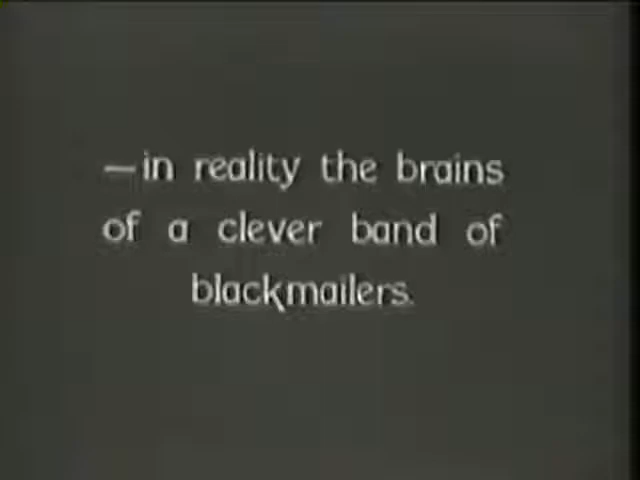 —in reality the brains
of a clever band of
blackmailers.